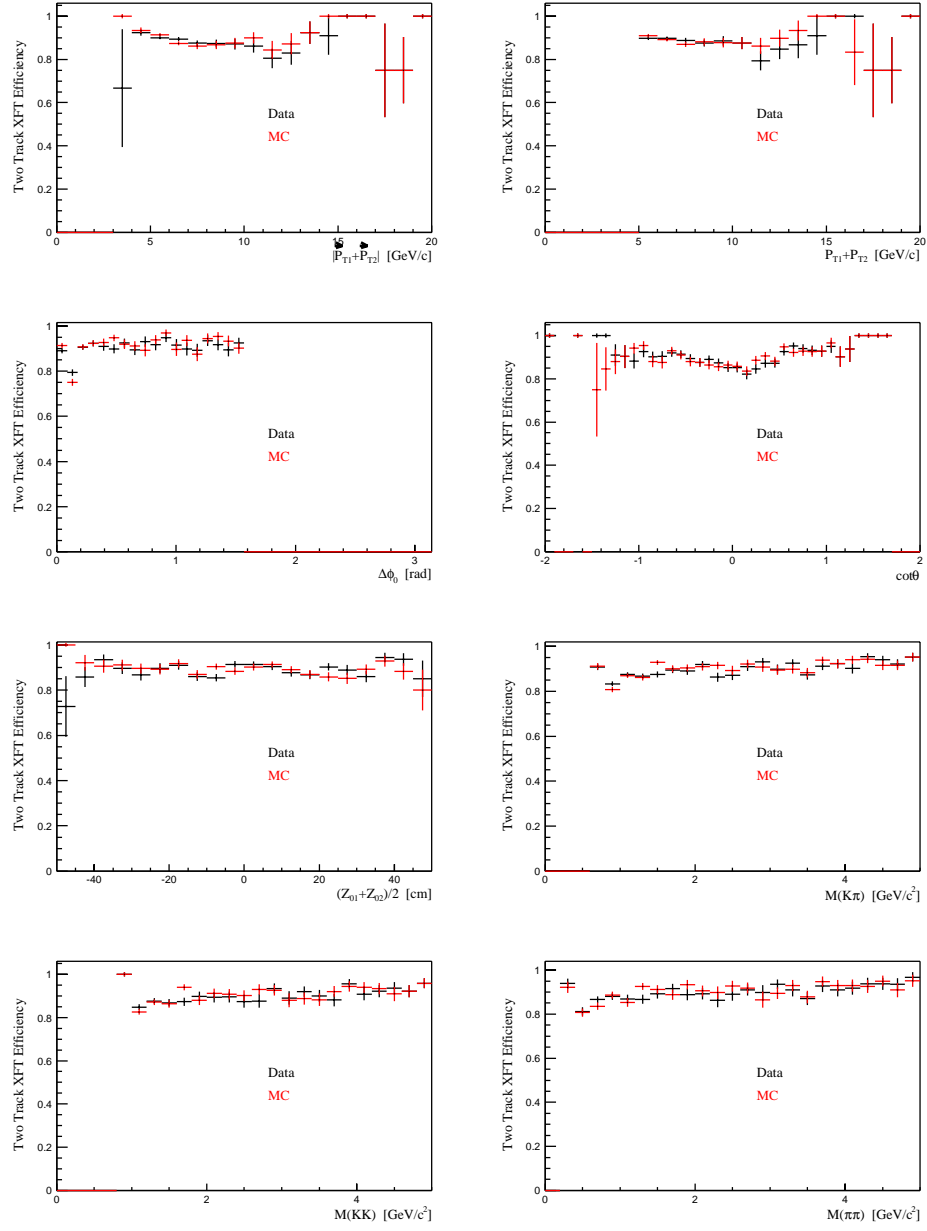 Two Track XFT Efficiency
1
0.8
0.6
0.4
0.2
0
Data
MC
0 5 10 15 20
|P_T1+P_T2| [GeV/c]
Two Track XFT Efficiency
1
0.8
0.6
0.4
0.2
0
Data
MC
0 5 10 15 20
P_T1+P_T2 [GeV/c]
Two Track XFT Efficiency
1
0.8
0.6
0.4
0.2
0
Data
MC
0 1 2 3
Δϕ_0 [rad]
Two Track XFT Efficiency
1
0.8
0.6
0.4
0.2
0
Data
MC
-2 -1 0 1 2
cotθ
Two Track XFT Efficiency
1
0.8
0.6
0.4
0.2
0
Data
MC
-40 -20 0 20 40
(Z_01+Z_02)/2 [cm]
Two Track XFT Efficiency
1
0.8
0.6
0.4
0.2
0
Data
MC
0 2 4
M(Kπ) [GeV/c^2]
Two Track XFT Efficiency
1
0.8
0.6
0.4
0.2
0
Data
MC
0 2 4
M(KK) [GeV/c^2]
Two Track XFT Efficiency
1
0.8
0.6
0.4
0.2
0
Data
MC
0 2 4
M(ππ) [GeV/c^2]